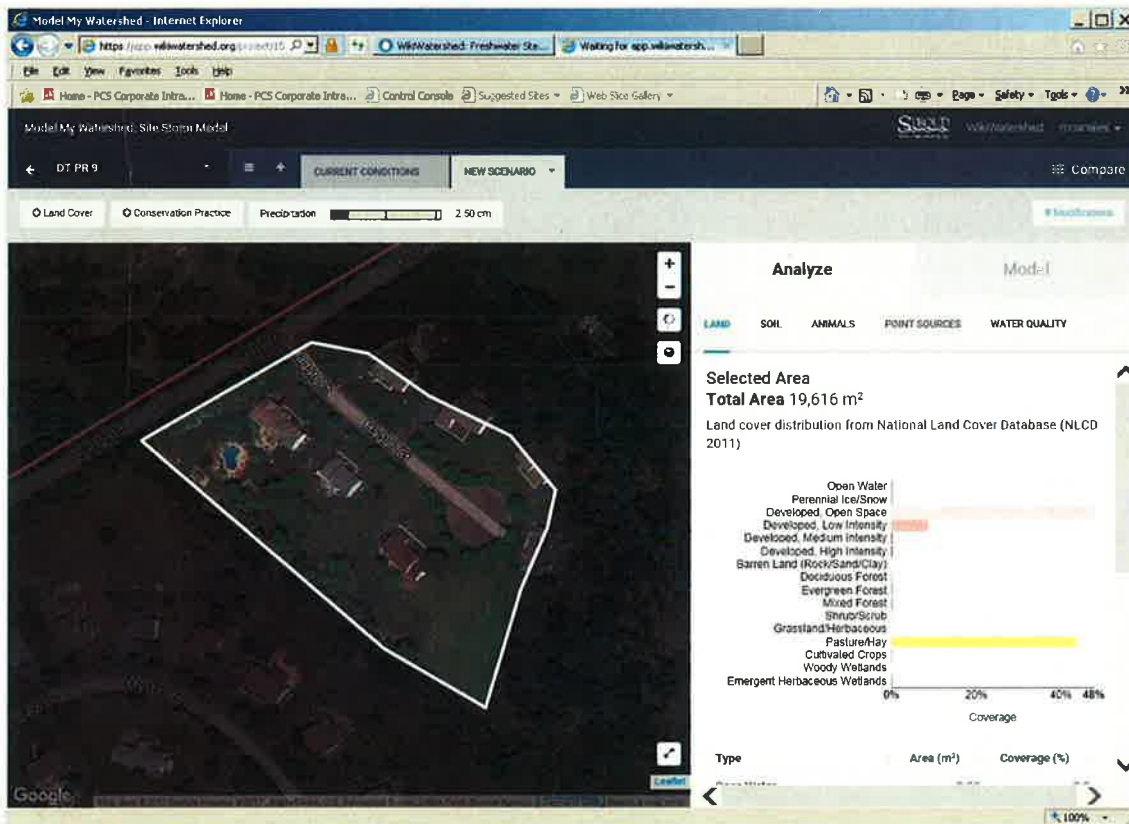 Model My Watershed - Internet Explorer
WikiWatershed: Freshwater Ste...
Waiting for app.wikiwatersh...
File Edit View Favorites Tools Help
Home - PCS Corporate Intra... Home - PCS Corporate Intra... Control Console Suggested Sites Web Slice Gallery
Page Safety Tools
Model My Watershed: Site Storm Model
WikiWatershed
DT PR 9
CURRENT CONDITIONS
NEW SCENARIO
Compare
Land Cover
Conservation Practice
Precipitation
2.50 cm
Modifications
Analyze
Model
LAND
SOIL
ANIMALS
POINT SOURCES
WATER QUALITY
Selected Area
Total Area 19,616 m²
Land cover distribution from National Land Cover Database (NLCD
2011)
Open Water
Perennial Ice/Snow
Developed, Open Space
Developed, Low Intensity
Developed, Medium Intensity
Developed, High Intensity
Barren Land (Rock/Sand/Clay)
Deciduous Forest
Evergreen Forest
Mixed Forest
Shrub/Scrub
Grassland/Herbaceous
Pasture/Hay
Cultivated Crops
Woody Wetlands
Emergent Herbaceous Wetlands
0% 20% 40% 48%
Coverage
Type Area (m²) Coverage (%)
Leaflet
Google
100%